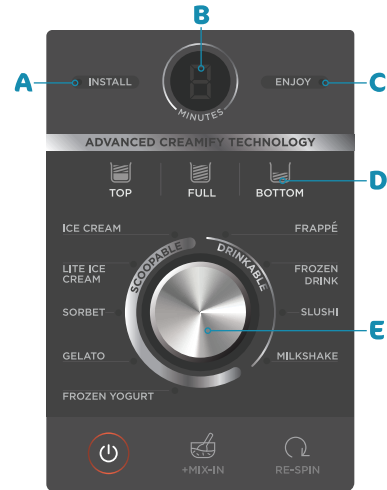 B
A
INSTALL
8
ENJOY
C
MINUTES
ADVANCED CREAMIFY TECHNOLOGY
TOP
FULL
BOTTOM
D
ICE CREAM
FRAPPÉ
SCOOPABLE
DRINKABLE
LITE ICE
CREAM
FROZEN
DRINK
SORBET
SLUSHI
E
GELATO
MILKSHAKE
FROZEN YOGURT
+MIX-IN
RE-SPIN